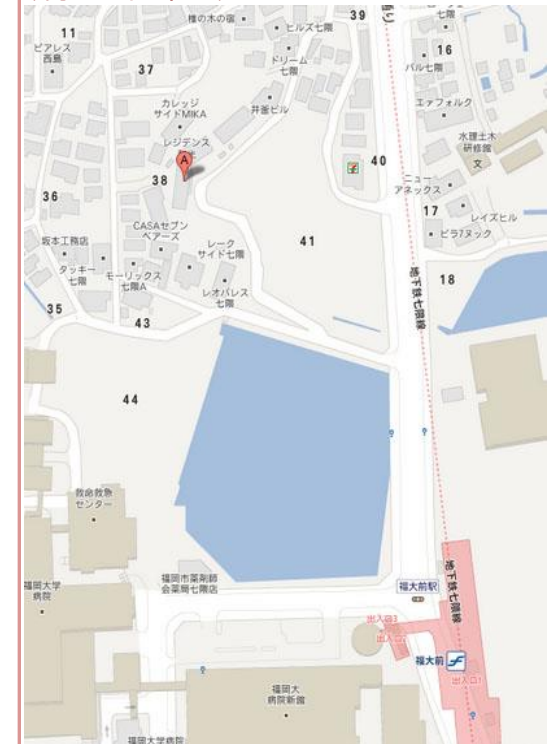 種の木の宿
39
七隈
11
ヒルズ七隈
16
ピアレス
西島
ドリーム
七隈
パル七隈
37
カレッジ
サイドMIKA
井釜ビル
エァフォルク
水理土木
研修館
文
レジデンス
A
40
38
ニュー
アネックス
36
17
レイズヒル
CASAセブン
ベアーズ
ビラ7ヌック
坂本工務店
レーク
サイド七隈
41
タッキー
七隈
モーリックス
七隈A
18
レオパレス
七隈
地下鉄七隈線
35
43
44
救命救急
センター
福岡大学
病院
福岡市薬剤師
会薬局七隈店
福大前駅
地下鉄七隈線
出入口3
出入口2
福大前
出入口1
福岡大
病院新館
福岡大学病院